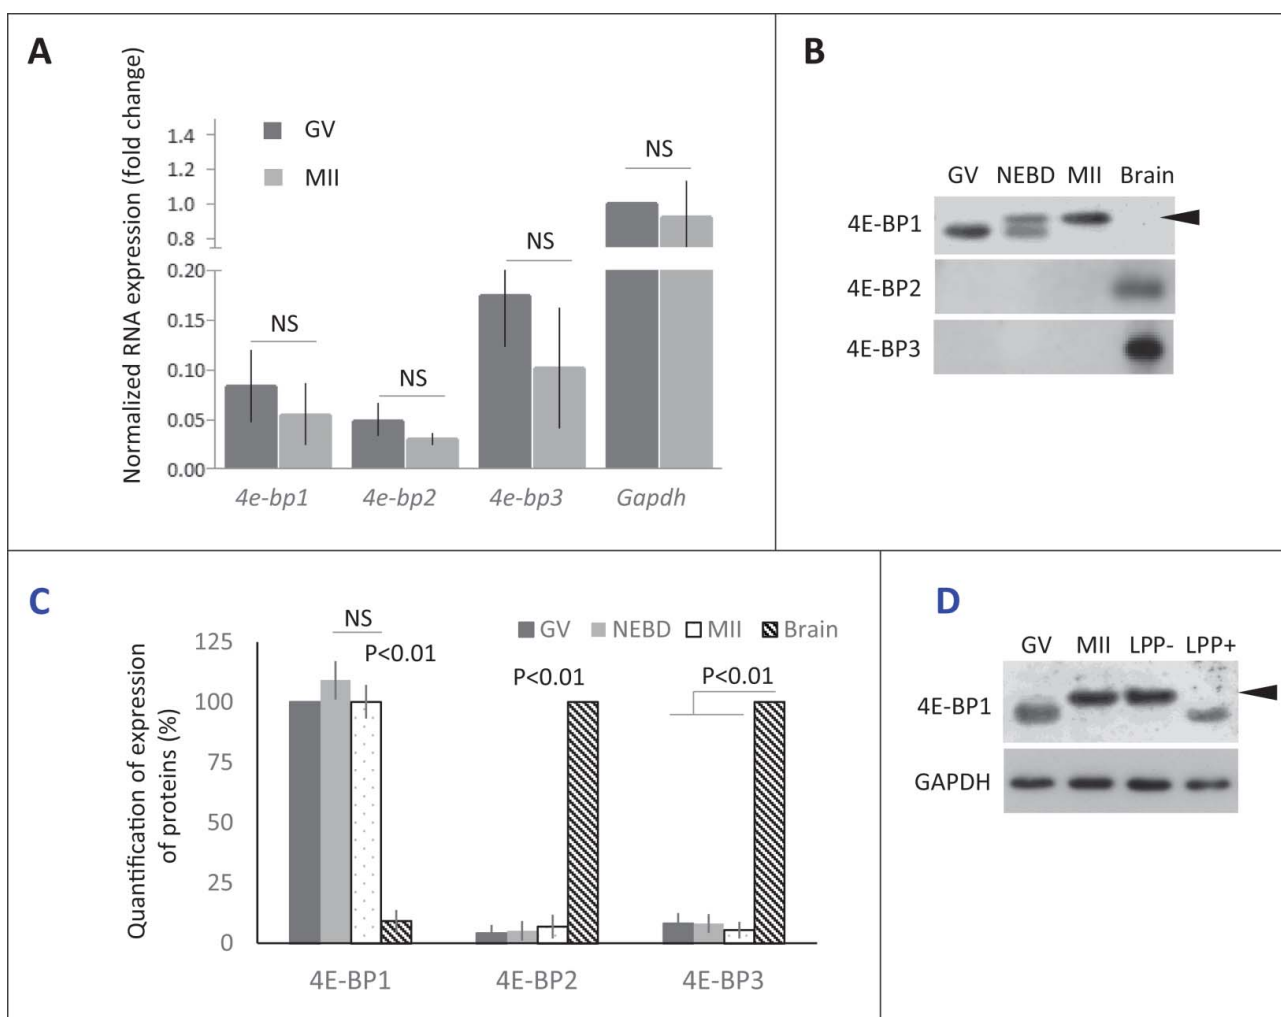 A
Normalized RNA expression (fold change)
GV
MII
1.4
1.2
1.0
0.8
0.20
0.15
0.10
0.05
0.00
NS
NS
NS
NS
4e-bp1 4e-bp2 4e-bp3 Gapdh
B
GV NEBD MII Brain
4E-BP1
4E-BP2
4E-BP3
C
Quantification of expression
of proteins (%)
GV NEBD MII Brain
125
100
75
50
25
0
NS
P<0.01
P<0.01
P<0.01
4E-BP1 4E-BP2 4E-BP3
D
GV MII LPP- LPP+
4E-BP1
GAPDH